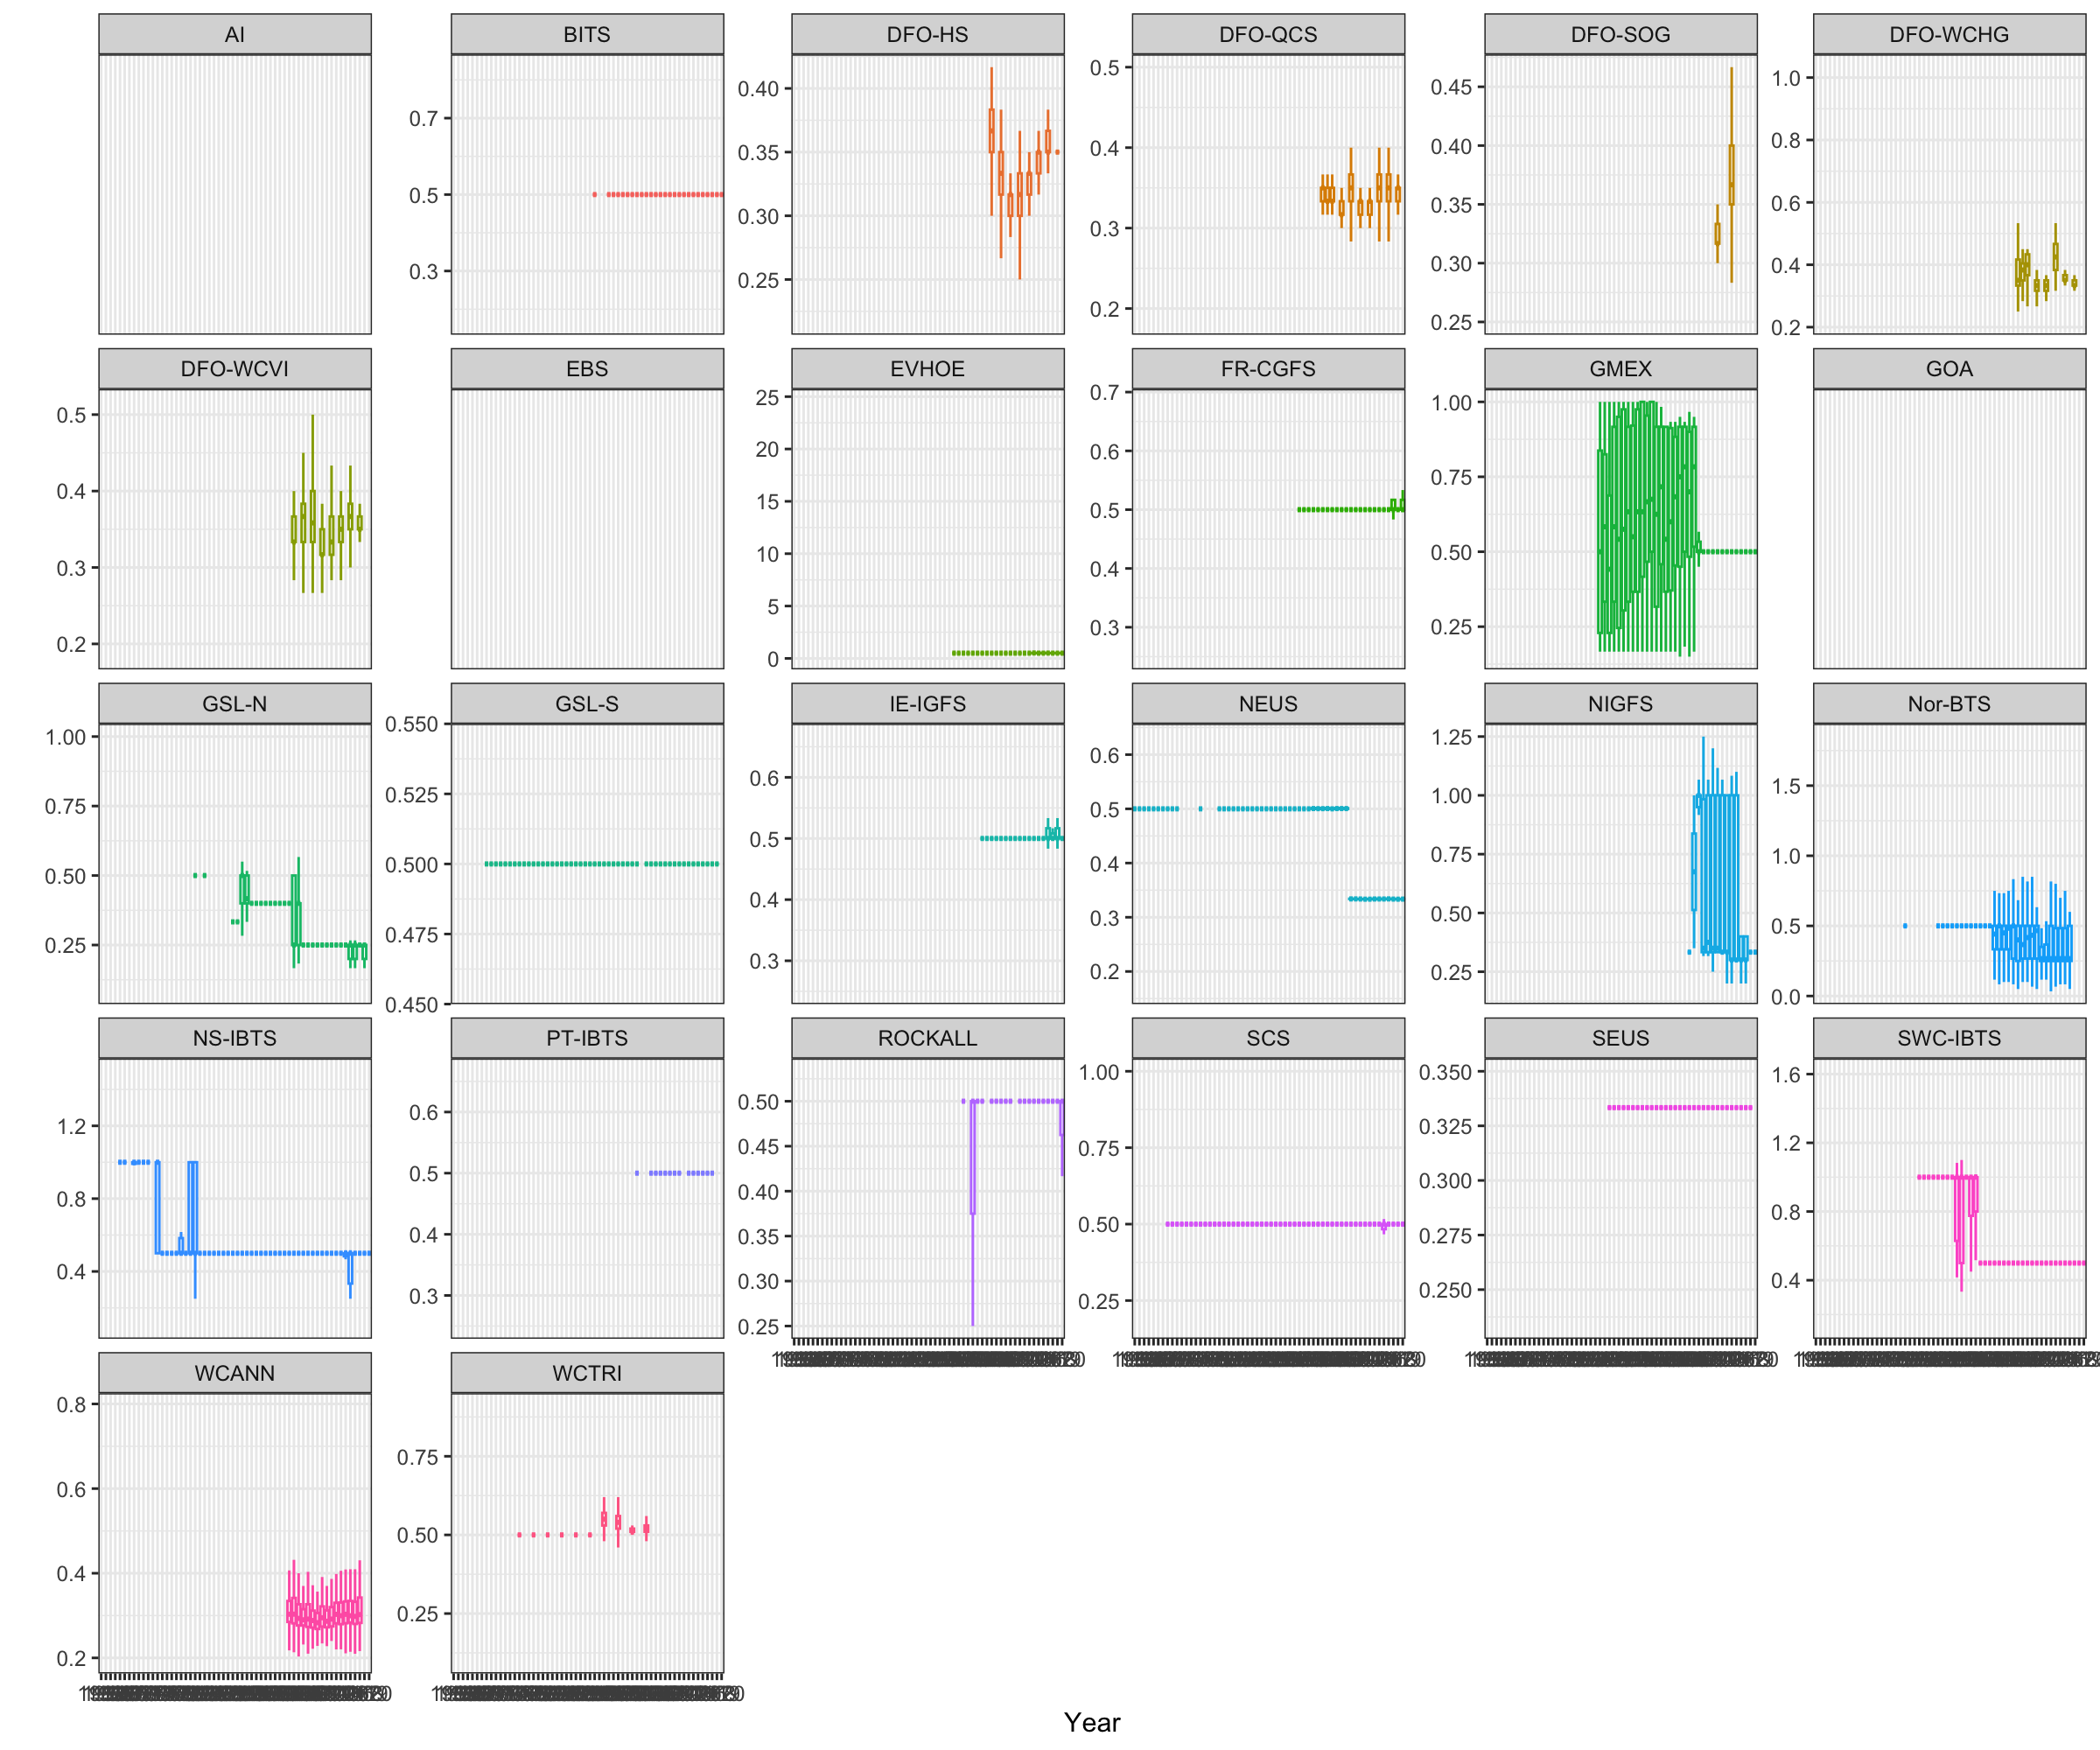 AI BITS DFO-HS DFO-QCS DFO-SOG DFO-WCHG
0.7 0.5 0.3
0.40 0.35 0.30 0.25
0.5 0.4 0.3 0.2
0.45 0.40 0.35 0.30 0.25
1.0 0.8 0.6 0.4 0.2
DFO-WCVI EBS EVHOE FR-CGFS GMEX GOA
0.5 0.4 0.3 0.2
25 20 15 10 5 0
0.7 0.6 0.5 0.4 0.3
1.00 0.75 0.50 0.25
GSL-N GSL-S IE-IGFS NEUS NIGFS Nor-BTS
1.00 0.75 0.50 0.25
0.550 0.525 0.500 0.475 0.450
0.6 0.5 0.4 0.3
0.6 0.5 0.4 0.3 0.2
1.25 1.00 0.75 0.50 0.25
1.5 1.0 0.5 0.0
NS-IBTS PT-IBTS ROCKALL SCS SEUS SWC-IBTS
1.2 0.8 0.4
0.6 0.5 0.4 0.3
0.50 0.45 0.40 0.35 0.30 0.25
1.00 0.75 0.50 0.25
0.350 0.325 0.300 0.275 0.250
1.6 1.2 0.8 0.4
WCANN WCTRI
0.8 0.6 0.4 0.2
0.75 0.50 0.25
Year